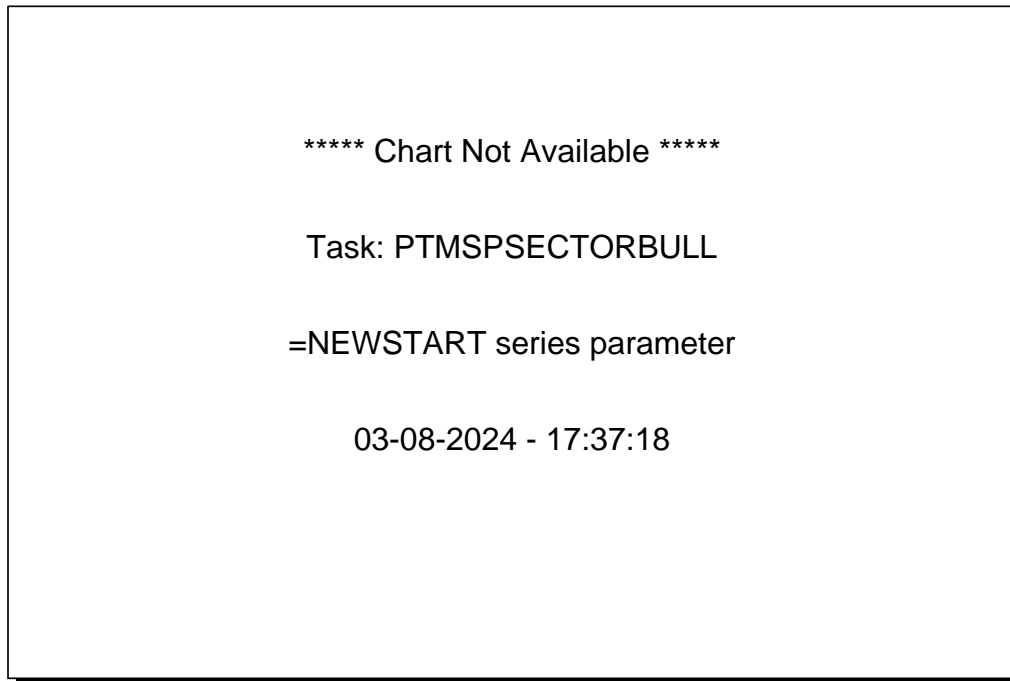 ***** Chart Not Available *****
Task: PTMSPSECTORBULL
=NEWSTART series parameter
03-08-2024 - 17:37:18